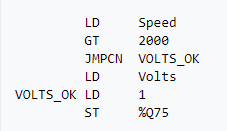 LD Speed
GT 2000
JMPCN VOLTS_OK
LD Volts
VOLTS_OK LD 1
ST %Q75